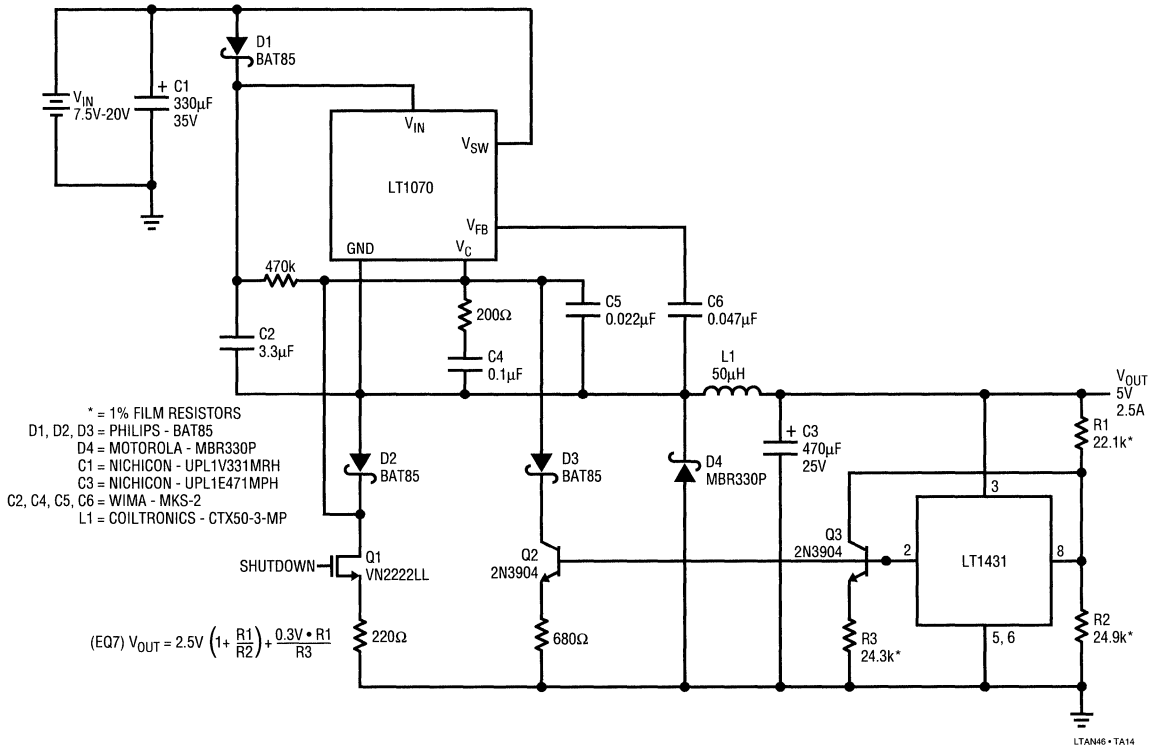 D1
BAT85
VIN
7.5V-20V
+ C1
330µF
35V
VIN
VSW
LT1070
VFB
GND
VC
470k
200Ω
C5
0.022µF
C6
0.047µF
C2
3.3µF
C4
0.1µF
L1
50µH
VOUT
5V
2.5A
* = 1% FILM RESISTORS
D1, D2, D3 = PHILIPS - BAT85
D4 = MOTOROLA - MBR330P
C1 = NICHICON - UPL1V331MRH
C3 = NICHICON - UPL1E471MPH
C2, C4, C5, C6 = WIMA - MKS-2
L1 = COILTRONICS - CTX50-3-MP
R1
22.1k*
+ C3
470µF
25V
D2
BAT85
D3
BAT85
D4
MBR330P
3
Q3
2N3904
2
LT1431
8
Q2
2N3904
SHUTDOWN
Q1
VN2222LL
5, 6
R2
24.9k*
220Ω
680Ω
R3
24.3k*
(EQ7) VOUT = 2.5V (1+ R1/R2) + 0.3V • R1/R3
LTAN46 • TA14